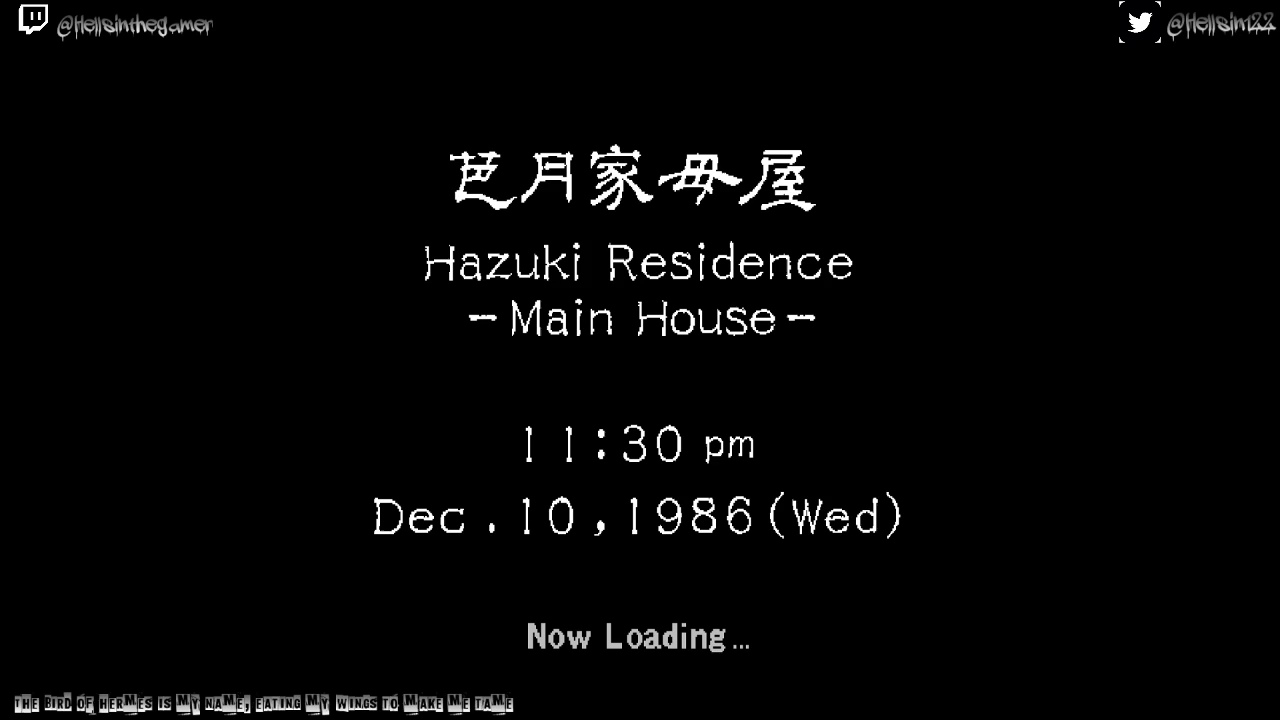 @Hellsinthegamer
@Hellsim22
芭月家母屋
Hazuki Residence
-Main House-
11:30 pm
Dec.10,1986(Wed)
Now Loading...
THE BIRD OF HERMES IS MY NAME, EATING MY WINGS TO MAKE ME TAME